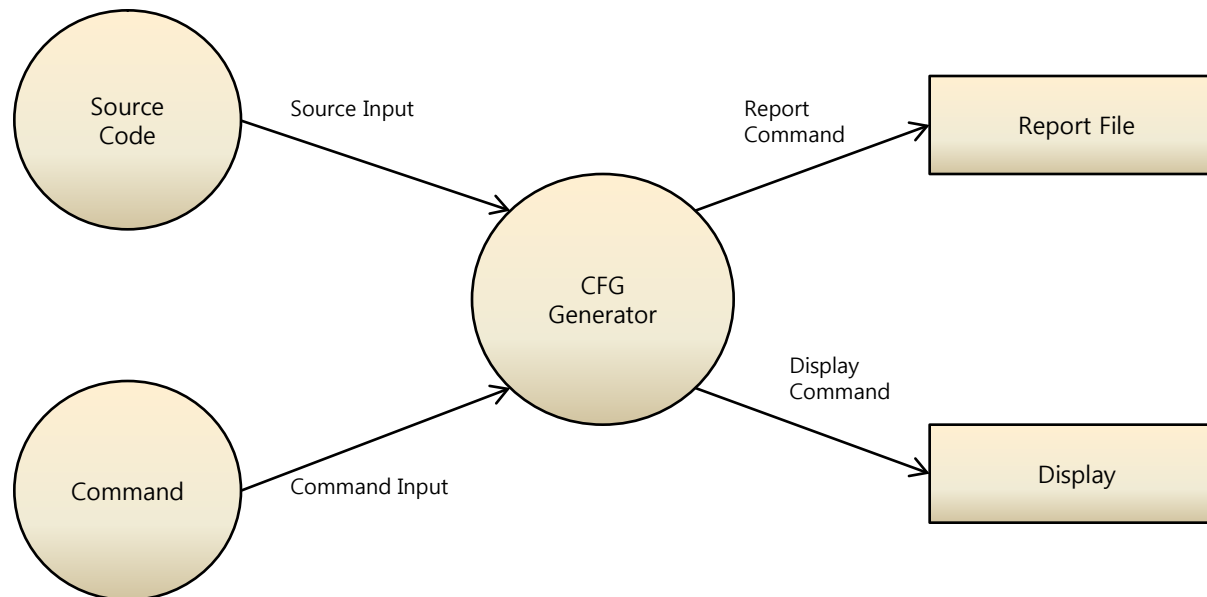 Source
Code
Source Input
Report
Command
Report File
CFG
Generator
Display
Command
Command
Command Input
Display